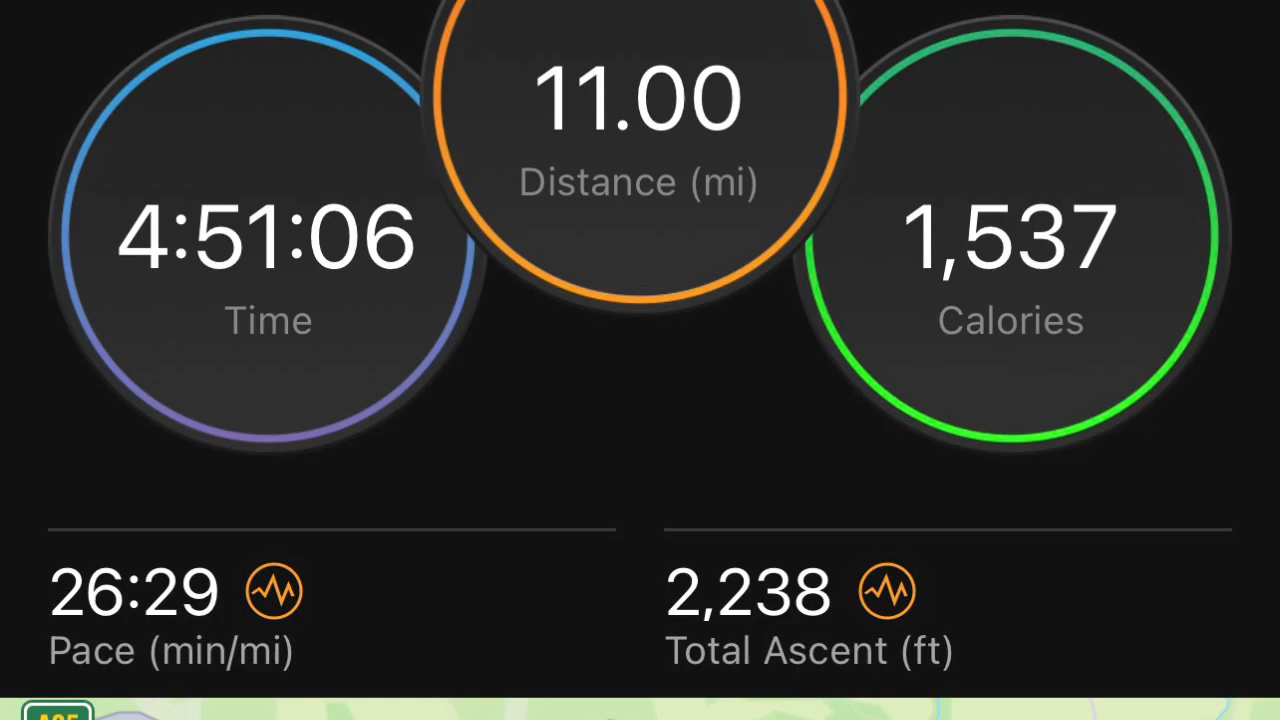 11.00
Distance (mi)
4:51:06
Time
1,537
Calories
26:29
Pace (min/mi)
2,238
Total Ascent (ft)